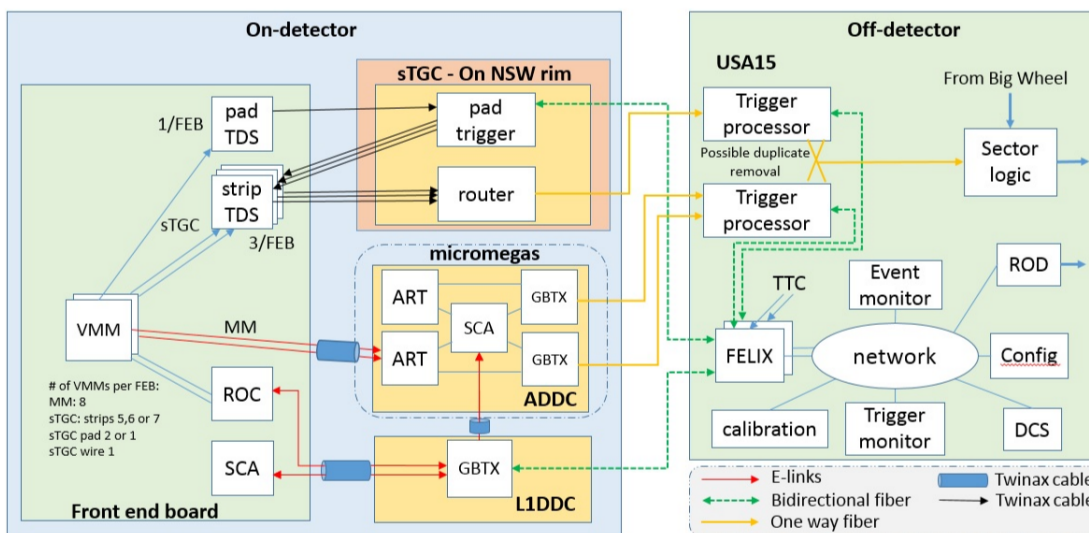 On-detector
Off-detector
sTGC - On NSW rim
USA15
From Big Wheel
pad
TDS
1/FEB
pad
trigger
Trigger
processor
Possible duplicate
removal
Sector
logic
strip
TDS
3/FEB
router
Trigger
processor
sTGC
micromegas
VMM
MM
ART
GBTX
SCA
ART
GBTX
ADDC
TTC
Event
monitor
ROD
FELIX
network
Config
calibration
Trigger
monitor
DCS
# of VMMs per FEB:
MM: 8
sTGC: strips 5,6 or 7
sTGC pad 2 or 1
sTGC wire 1
ROC
SCA
GBTX
L1DDC
Front end board
E-links
Twinax cable
Bidirectional fiber
Twinax cable
One way fiber